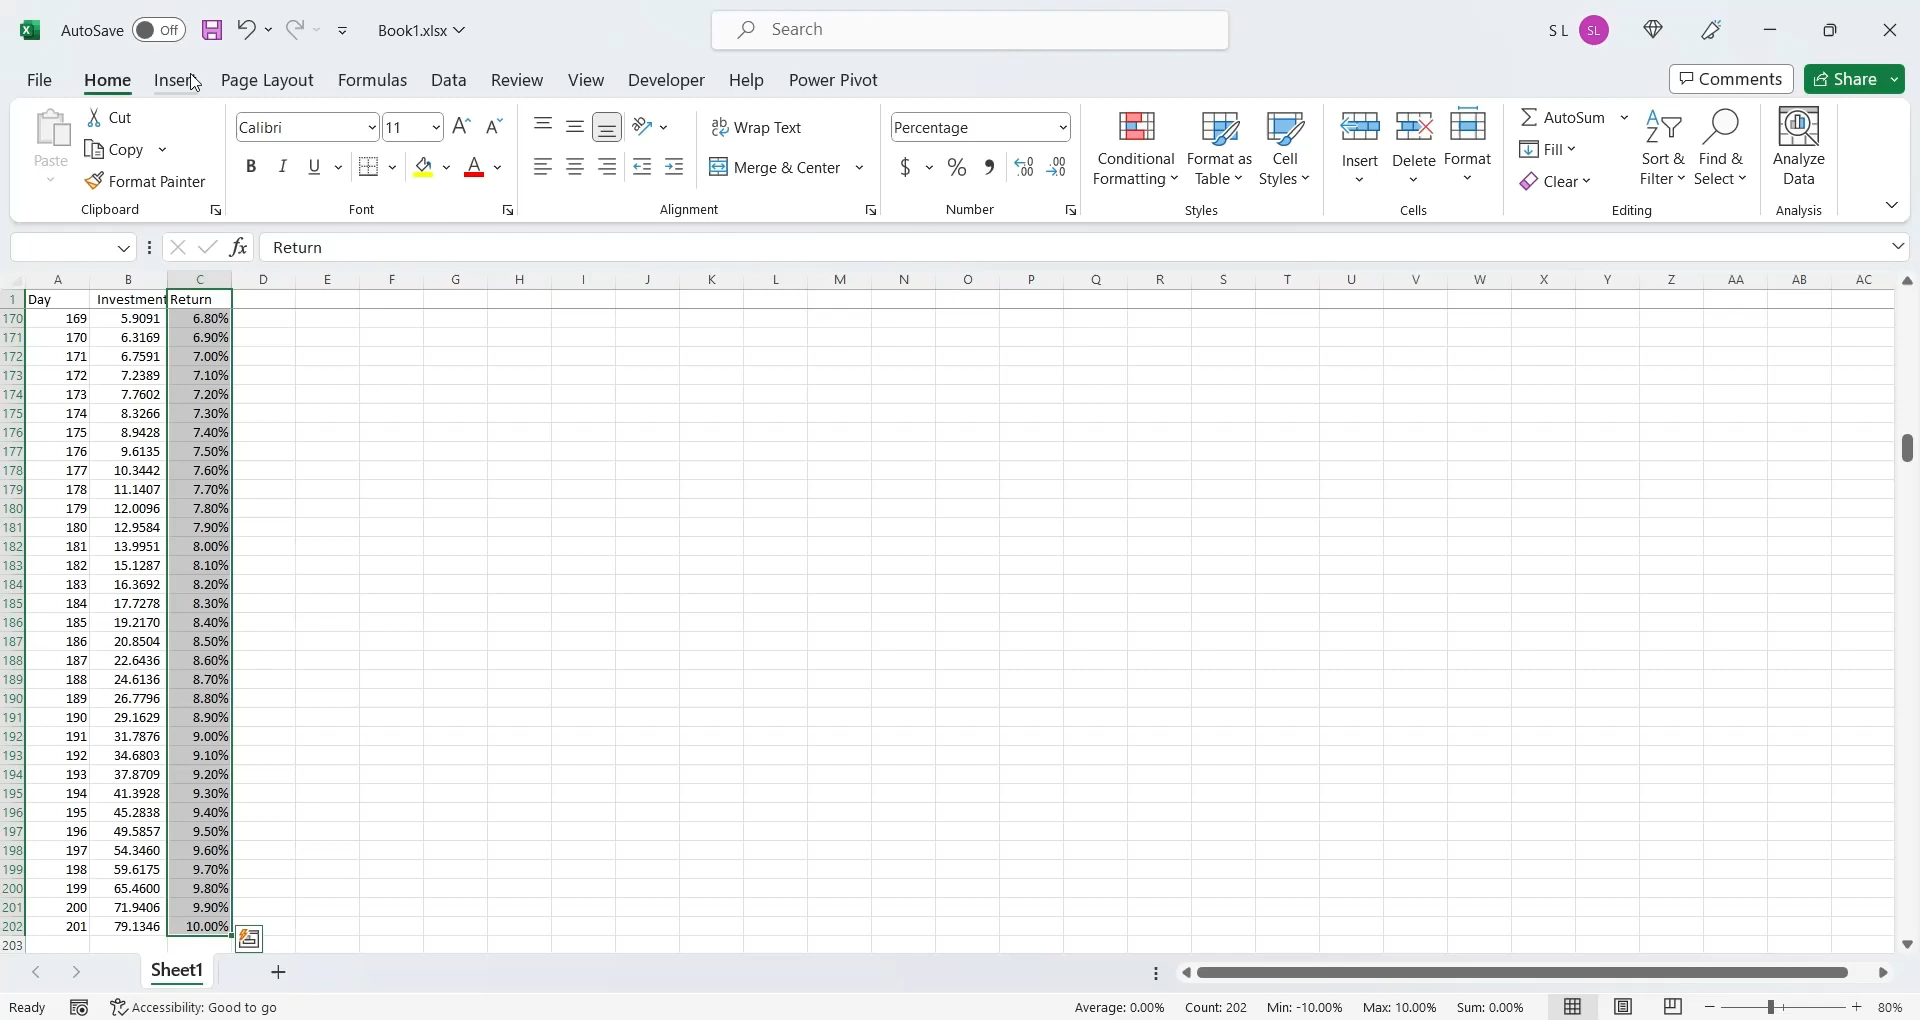 AutoSave Off Book1.xlsx Search S L SL
File Home Insert Page Layout Formulas Data Review View Developer Help Power Pivot Comments Share
Paste Cut Copy Format Painter
Clipboard
Calibri 11 B I U A
Font
ab Wrap Text Merge & Center
Alignment
Percentage $ % , .00
Number
Conditional Formatting Format as Table Cell Styles
Styles
Insert Delete Format
Cells
AutoSum Fill Clear Sort & Filter Find & Select
Editing
Analyze Data
Analysis
fx Return
A B C D E F G H I J K L M N O P Q R S T U V W X Y Z AA AB AC
1 Day Investment Return
170 169 5.9091 6.80%
171 170 6.3169 6.90%
172 171 6.7591 7.00%
173 172 7.2389 7.10%
174 173 7.7602 7.20%
175 174 8.3266 7.30%
176 175 8.9428 7.40%
177 176 9.6135 7.50%
178 177 10.3442 7.60%
179 178 11.1407 7.70%
180 179 12.0096 7.80%
181 180 12.9584 7.90%
182 181 13.9951 8.00%
183 182 15.1287 8.10%
184 183 16.3692 8.20%
185 184 17.7278 8.30%
186 185 19.2170 8.40%
187 186 20.8504 8.50%
188 187 22.6436 8.60%
189 188 24.6136 8.70%
190 189 26.7796 8.80%
191 190 29.1629 8.90%
192 191 31.7876 9.00%
193 192 34.6803 9.10%
194 193 37.8709 9.20%
195 194 41.3928 9.30%
196 195 45.2838 9.40%
197 196 49.5857 9.50%
198 197 54.3460 9.60%
199 198 59.6175 9.70%
200 199 65.4600 9.80%
201 200 71.9406 9.90%
202 201 79.1346 10.00%
203
Sheet1
Ready Accessibility: Good to go Average: 0.00% Count: 202 Min: -10.00% Max: 10.00% Sum: 0.00% 80%